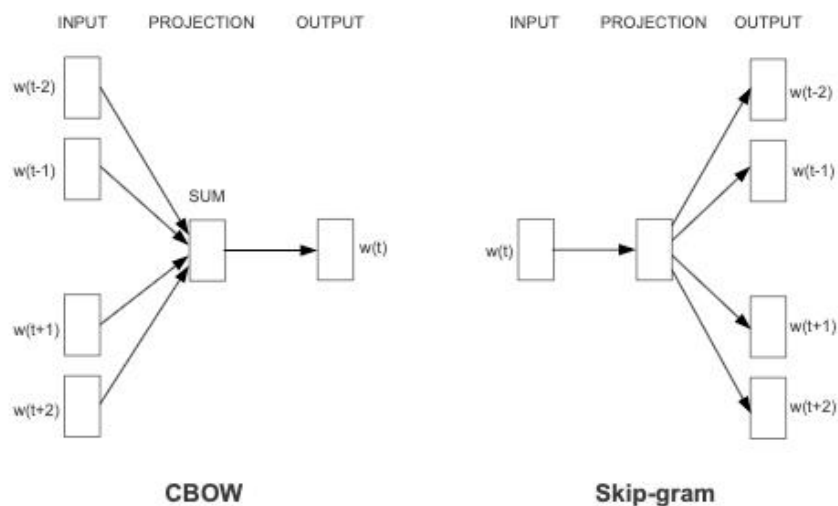 INPUT PROJECTION OUTPUT
w(t-2)
w(t-1)
SUM
w(t)
w(t+1)
w(t+2)
CBOW
INPUT PROJECTION OUTPUT
w(t-2)
w(t-1)
w(t)
w(t+1)
w(t+2)
Skip-gram